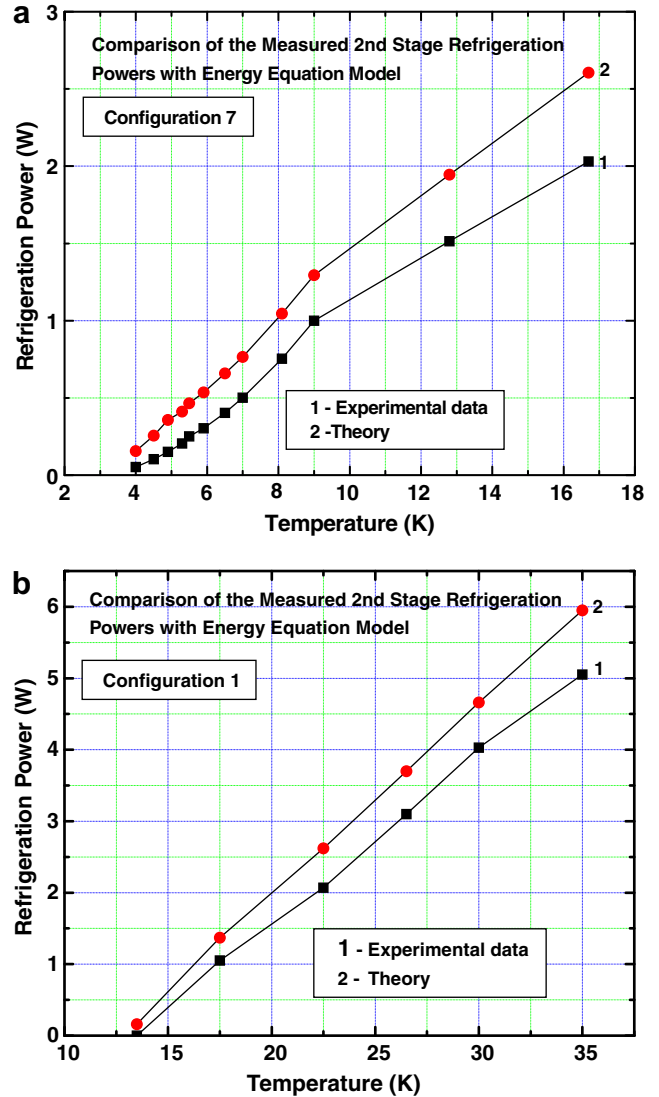 a
Comparison of the Measured 2nd Stage Refrigeration
Powers with Energy Equation Model
Configuration 7
Refrigeration Power (W)
3
2
1
0
2
1
1 - Experimental data
2 -Theory
2 4 6 8 10 12 14 16 18
Temperature (K)
b
Comparison of the Measured 2nd Stage Refrigeration
Powers with Energy Equation Model
Configuration 1
Refrigeration Power (W)
6
5
4
3
2
1
0
2
1
1 - Experimental data
2 - Theory
10 15 20 25 30 35
Temperature (K)